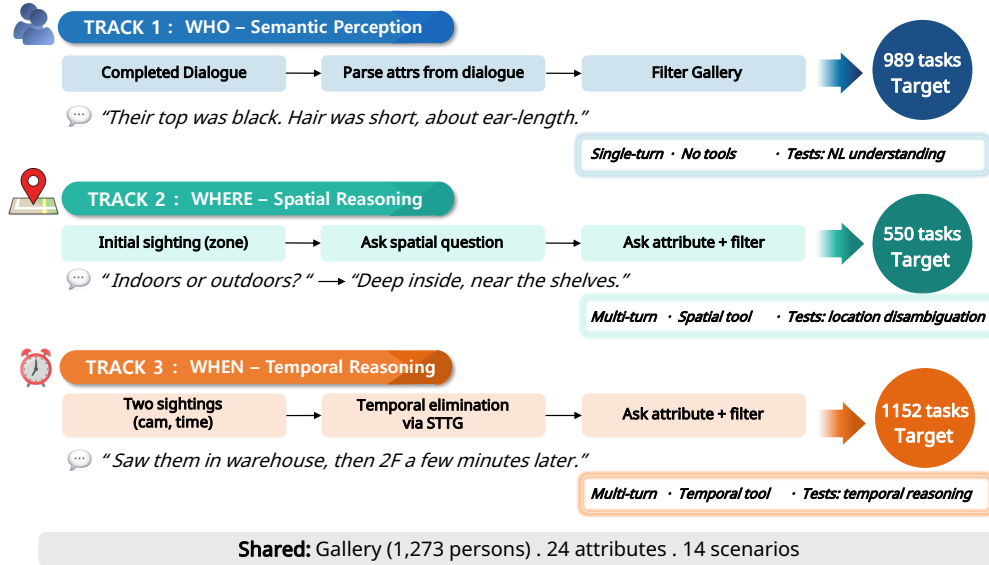 TRACK 1 : WHO – Semantic Perception
Completed Dialogue
Parse attrs from dialogue
Filter Gallery
989 tasks
Target
“Their top was black. Hair was short, about ear-length.”
Single-turn · No tools · Tests: NL understanding
TRACK 2 : WHERE – Spatial Reasoning
Initial sighting (zone)
Ask spatial question
Ask attribute + filter
550 tasks
Target
“ Indoors or outdoors? “ “Deep inside, near the shelves.”
Multi-turn · Spatial tool · Tests: location disambiguation
TRACK 3 : WHEN – Temporal Reasoning
Two sightings
(cam, time)
Temporal elimination
via STTG
Ask attribute + filter
1152 tasks
Target
“ Saw them in warehouse, then 2F a few minutes later.”
Multi-turn · Temporal tool · Tests: temporal reasoning
Shared: Gallery (1,273 persons) . 24 attributes . 14 scenarios